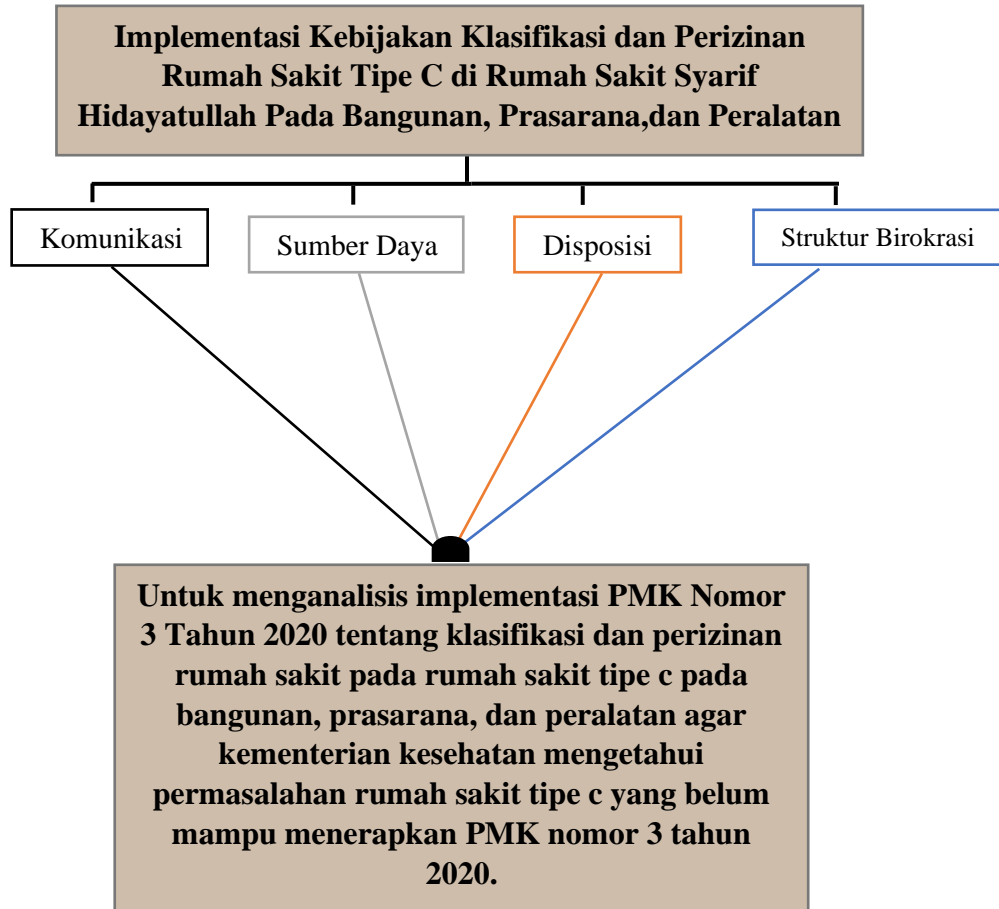 Implementasi Kebijakan Klasifikasi dan Perizinan
Rumah Sakit Tipe C di Rumah Sakit Syarif
Hidayatullah Pada Bangunan, Prasarana,dan Peralatan
Komunikasi
Sumber Daya
Disposisi
Struktur Birokrasi
Untuk menganalisis implementasi PMK Nomor
3 Tahun 2020 tentang klasifikasi dan perizinan
rumah sakit pada rumah sakit tipe c pada
bangunan, prasarana, dan peralatan agar
kementerian kesehatan mengetahui
permasalahan rumah sakit tipe c yang belum
mampu menerapkan PMK nomor 3 tahun
2020.